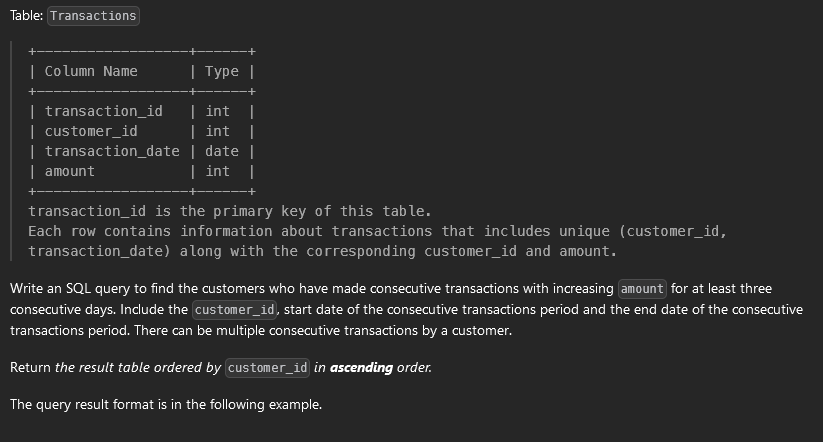 Table: Transactions
+------------------+------+
| Column Name      | Type |
+------------------+------+
| transaction_id   | int  |
| customer_id      | int  |
| transaction_date | date |
| amount           | int  |
+------------------+------+
transaction_id is the primary key of this table.
Each row contains information about transactions that includes unique (customer_id,
transaction_date) along with the corresponding customer_id and amount.
Write an SQL query to find the customers who have made consecutive transactions with increasing amount for at least three
consecutive days. Include the customer_id, start date of the consecutive transactions period and the end date of the consecutive
transactions period. There can be multiple consecutive transactions by a customer.
Return the result table ordered by customer_id in ascending order.
The query result format is in the following example.